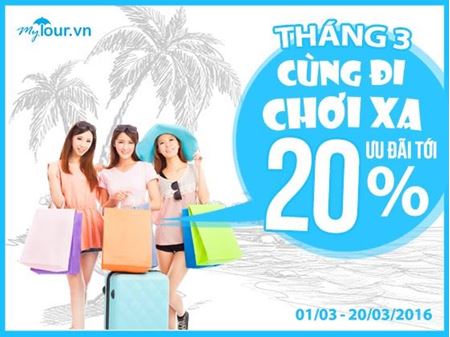 Mytour.vn
THÁNG 3
CÙNG ĐI
CHƠI XA
ƯU ĐÃI TỚI
20%
01/03 - 20/03/2016